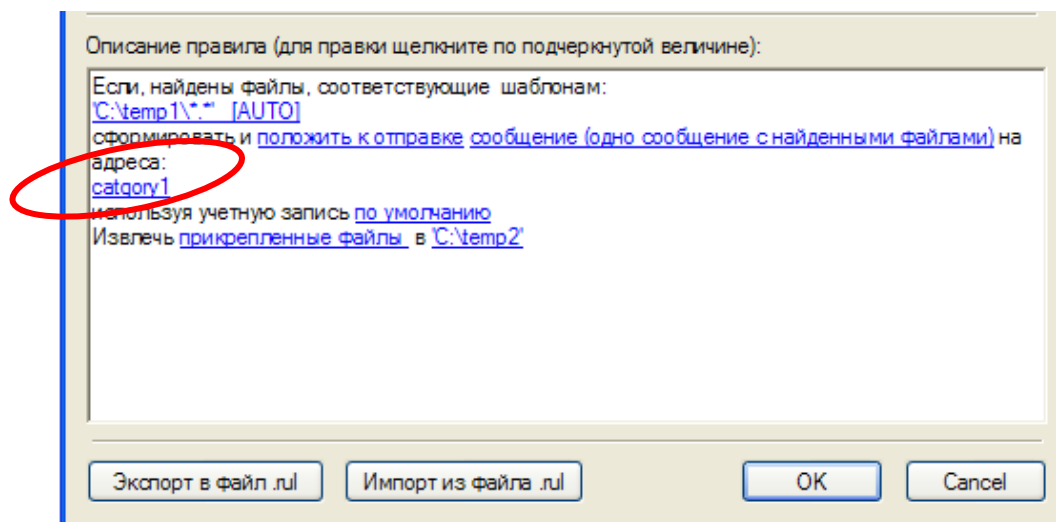 Описание правила (для правки щелкните по подчеркнутой величине):
Если, найдены файлы, соответствующие шаблонам:
'C:\temp1\*.*' [AUTO]
сформировать и положить к отправке сообщение (одно сообщение с найденными файлами) на
адреса:
catqory1
используя учетную запись по умолчанию
Извлечь прикрепленные файлы в 'C:\temp2'
Экспорт в файл .rul
Импорт из файла .rul
OK
Cancel